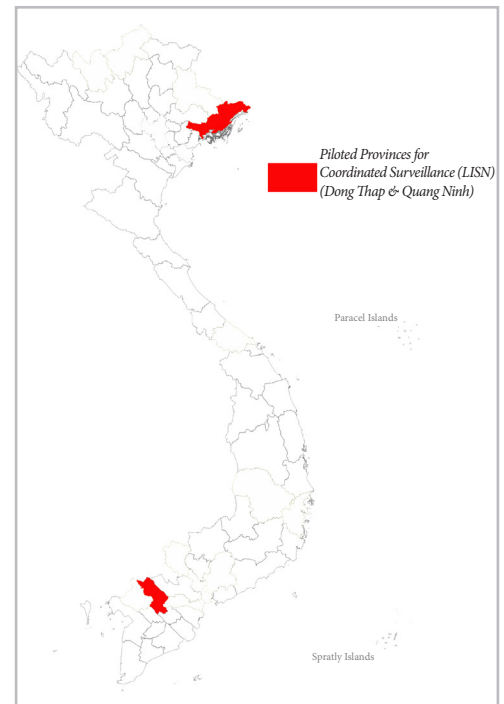 Piloted Provinces for
Coordinated Surveillance (LISN)
(Dong Thap & Quang Ninh)
Paracel Islands
Spratly Islands